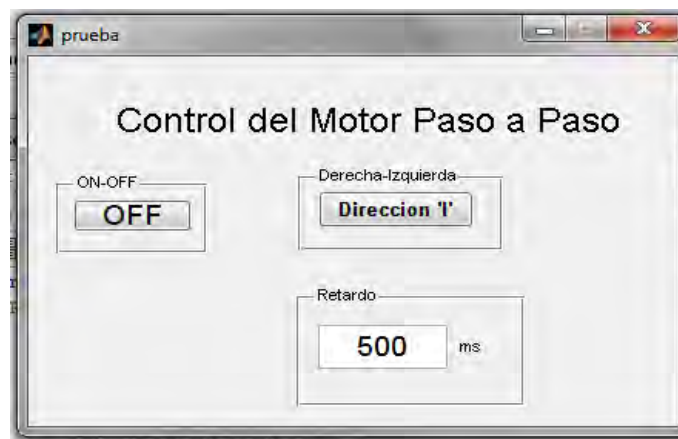 prueba
Control del Motor Paso a Paso
ON-OFF
OFF
Derecha-Izquierda
Direccion 'I'
Retardo
500 ms